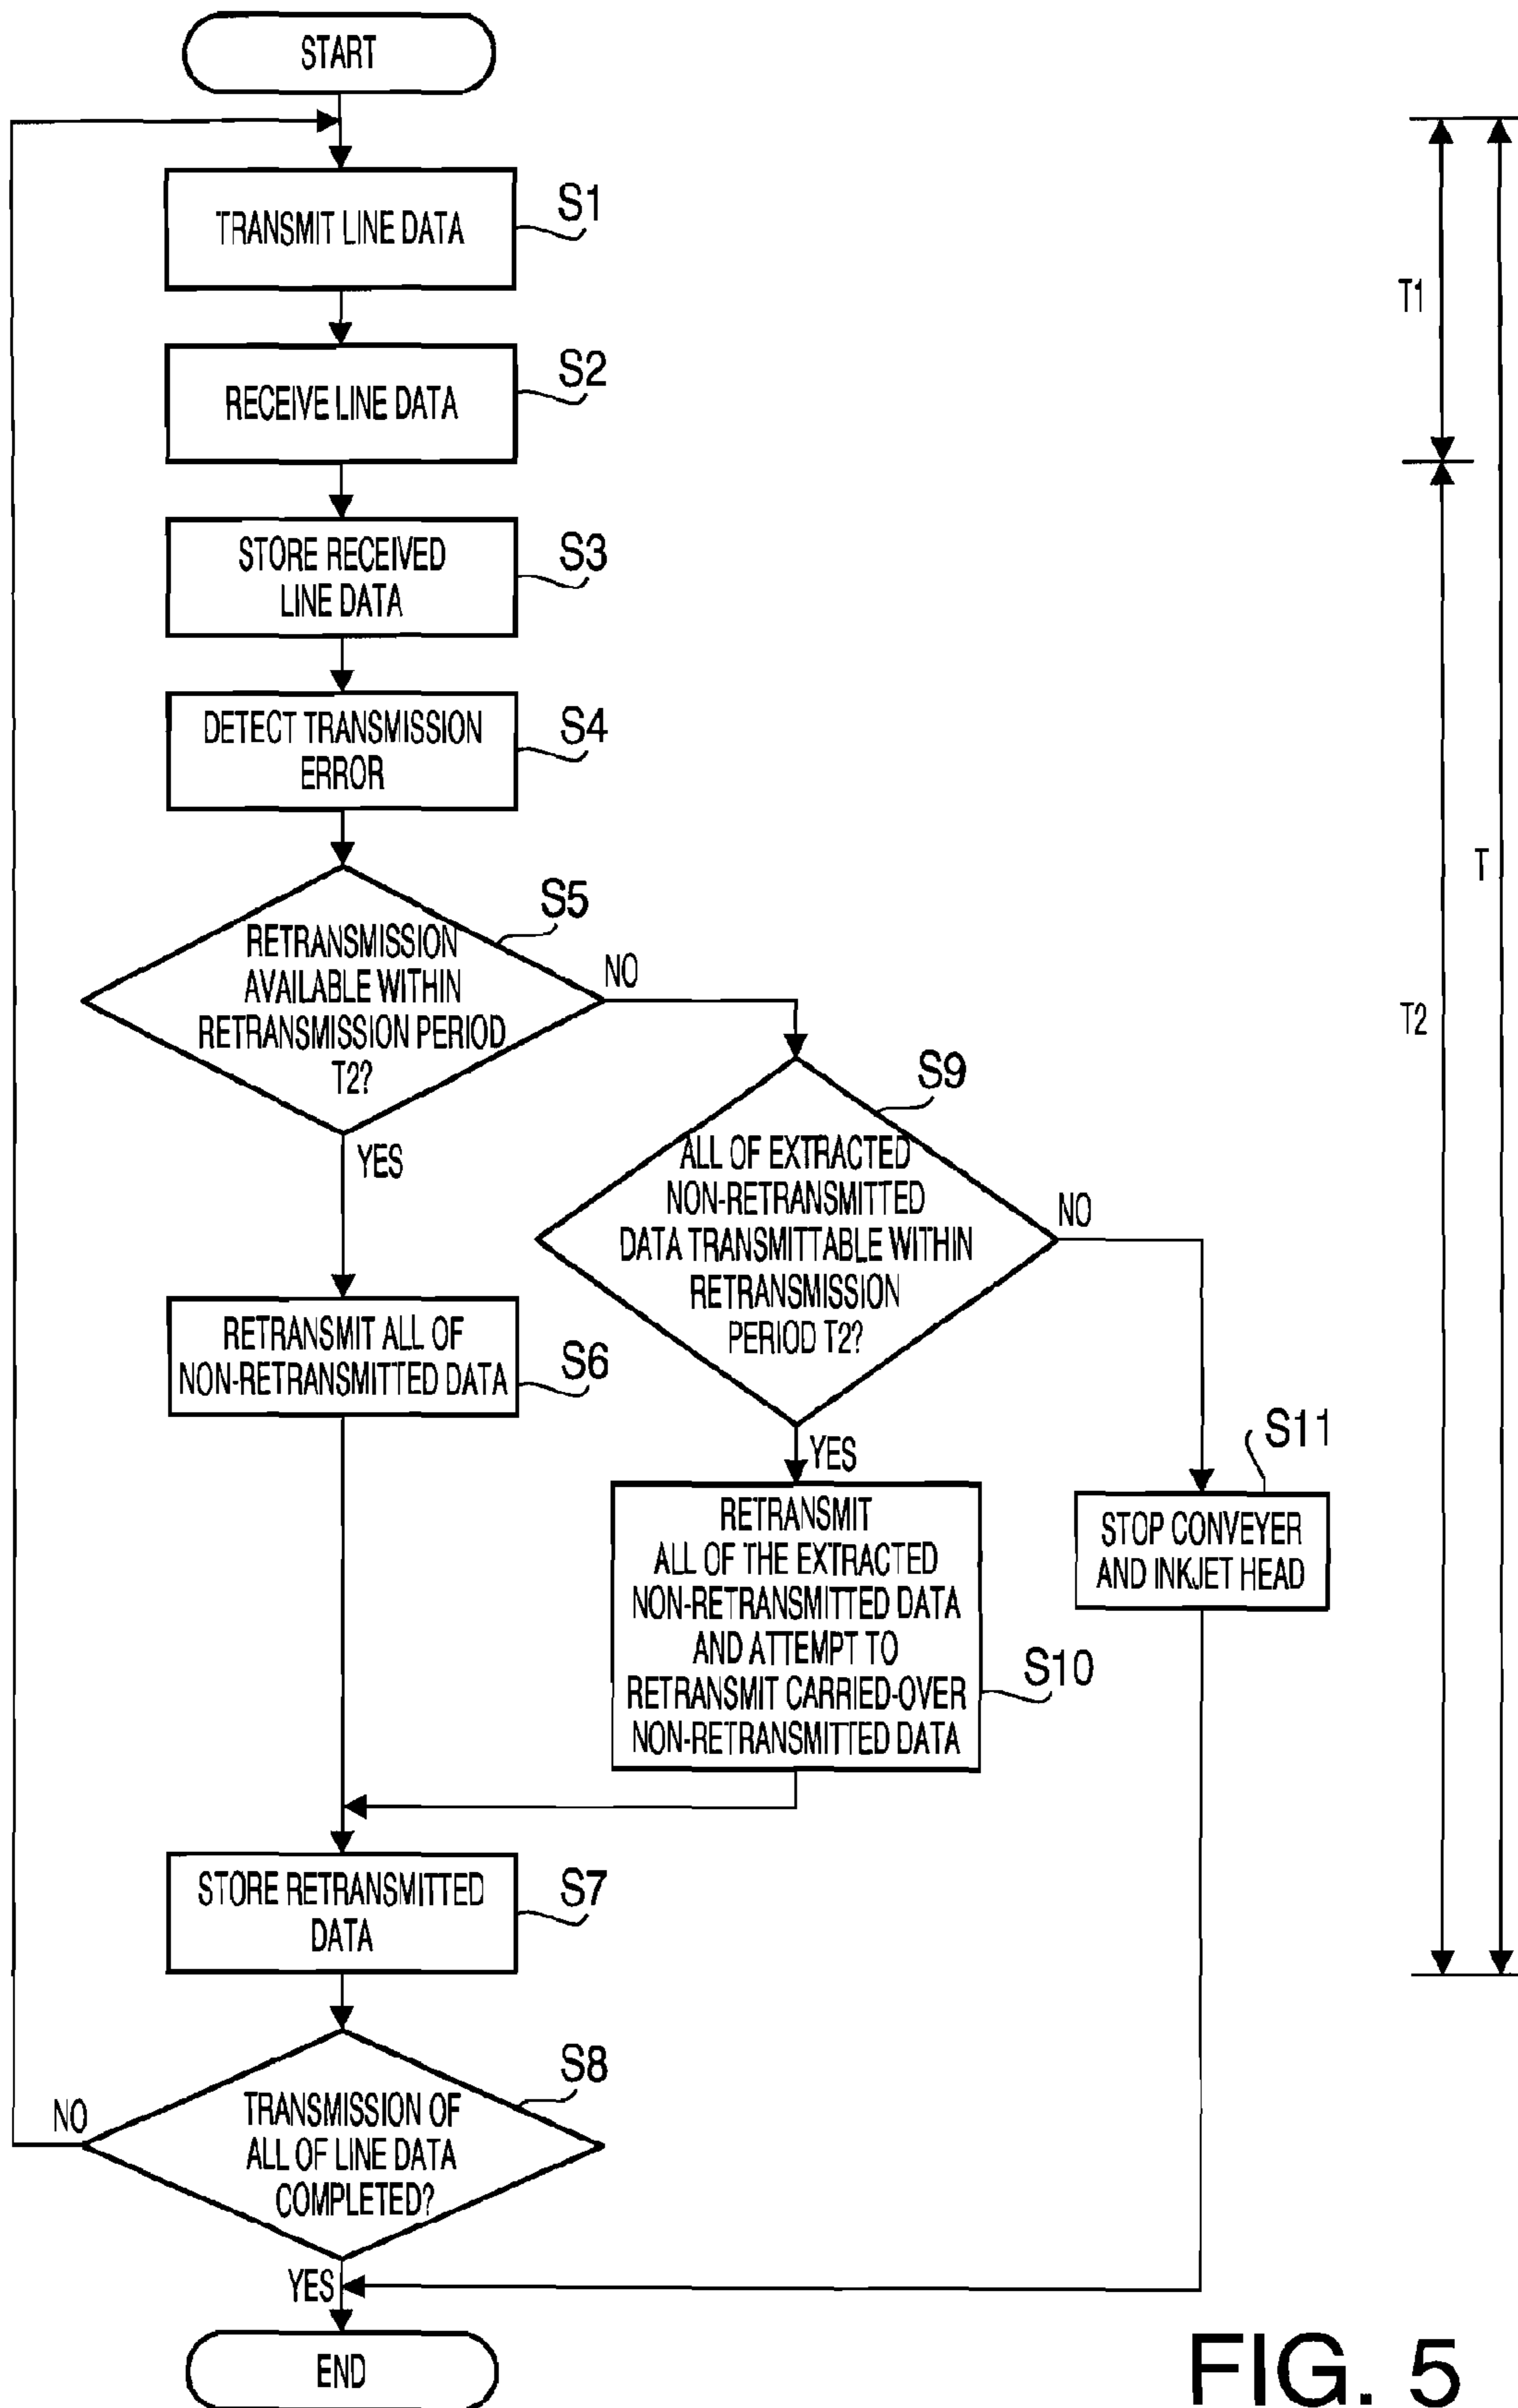 START
TRANSMIT LINE DATA
S1
T1
RECEIVE LINE DATA
S2
STORE RECEIVED
LINE DATA
S3
DETECT TRANSMISSION
ERROR
S4
T
RETRANSMISSION
AVAILABLE WITHIN
RETRANSMISSION PERIOD
T2?
S5
NO
YES
T2
ALL OF EXTRACTED
NON-RETRANSMITTED
DATA TRANSMITTABLE WITHIN
RETRANSMISSION
PERIOD T2?
S9
NO
YES
RETRANSMIT ALL OF
NON-RETRANSMITTED DATA
S6
RETRANSMIT
ALL OF THE EXTRACTED
NON-RETRANSMITTED DATA
AND ATTEMPT TO
RETRANSMIT CARRIED-OVER
NON-RETRANSMITTED DATA
S10
STOP CONVEYER
AND INKJET HEAD
S11
STORE RETRANSMITTED
DATA
S7
TRANSMISSION OF
ALL OF LINE DATA
COMPLETED?
S8
NO
YES
END
FIG. 5